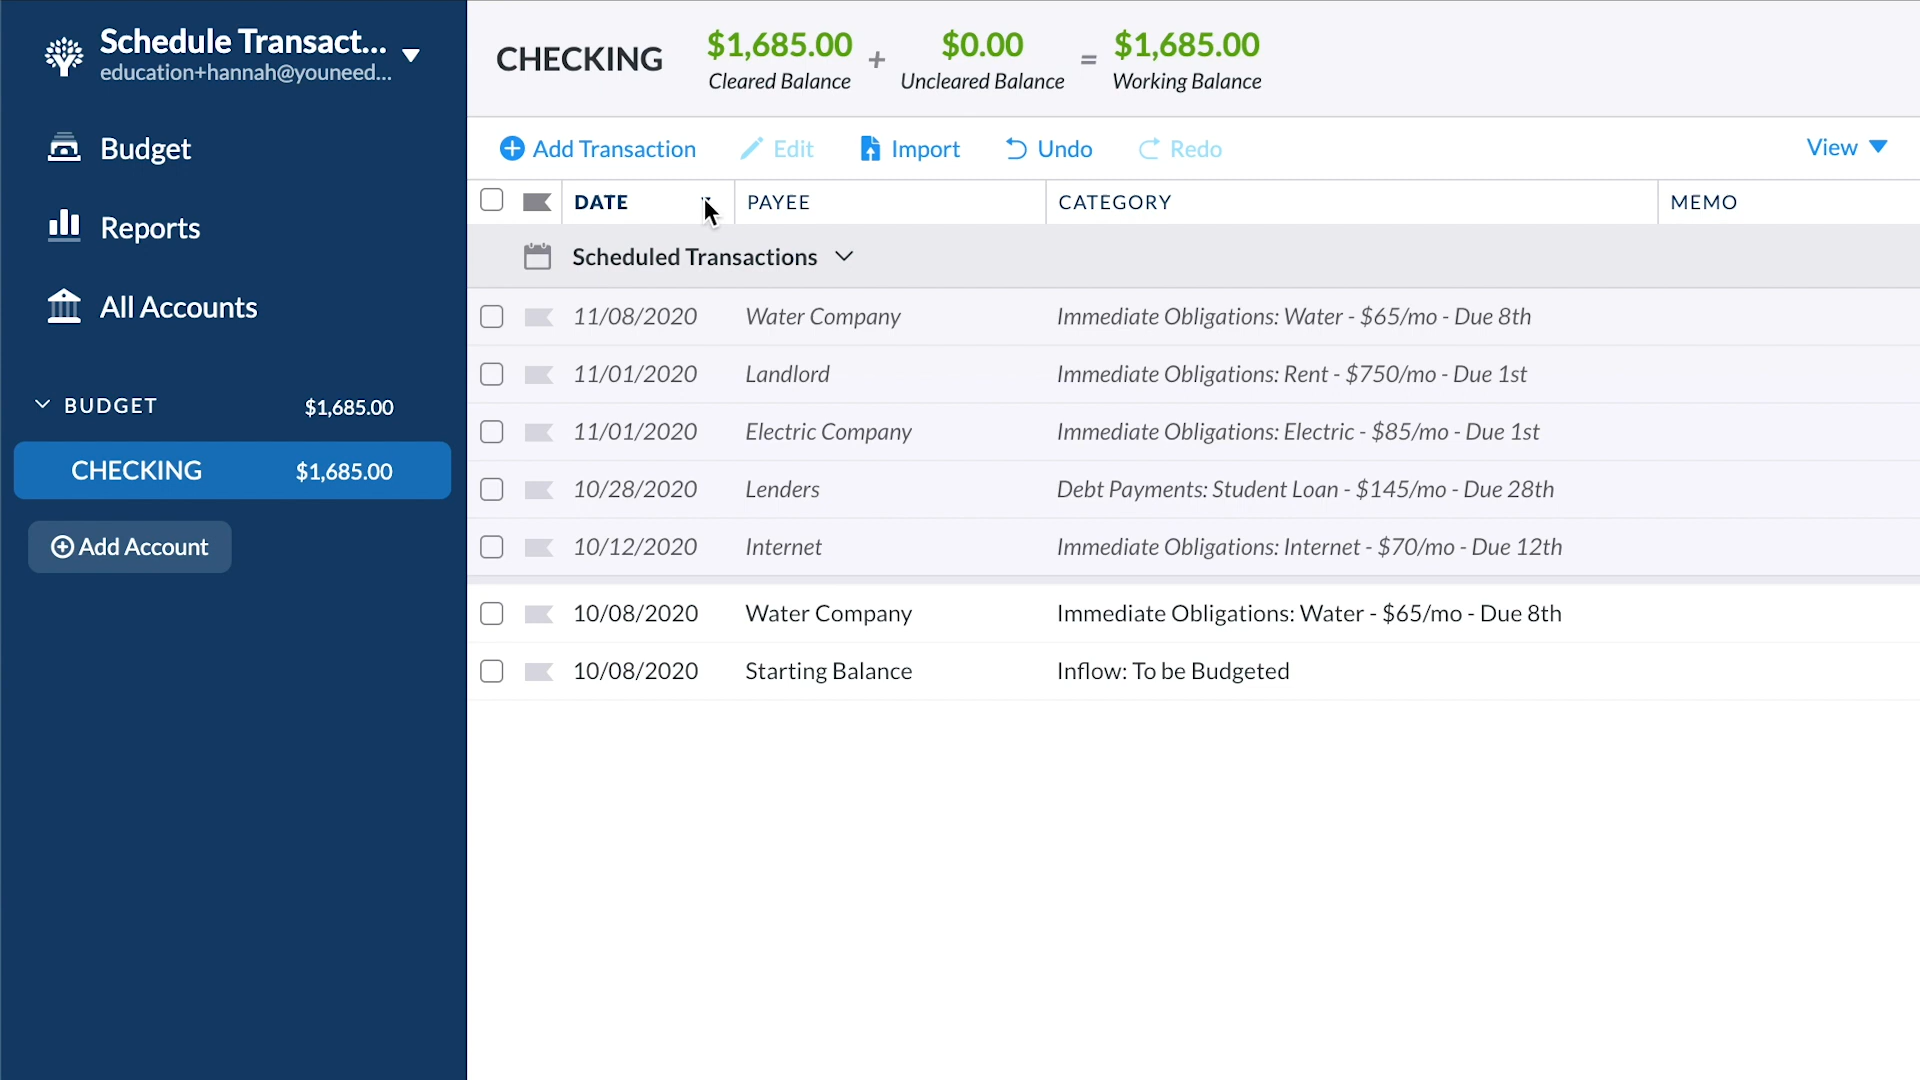 Schedule Transact...
education+hannah@youneed...
Budget
Reports
All Accounts
BUDGET $1,685.00
CHECKING $1,685.00
Add Account
CHECKING
$1,685.00 + $0.00 = $1,685.00
Cleared Balance Uncleared Balance Working Balance
Add Transaction Edit Import Undo Redo View
DATE PAYEE CATEGORY MEMO
Scheduled Transactions
11/08/2020 Water Company Immediate Obligations: Water - $65/mo - Due 8th
11/01/2020 Landlord Immediate Obligations: Rent - $750/mo - Due 1st
11/01/2020 Electric Company Immediate Obligations: Electric - $85/mo - Due 1st
10/28/2020 Lenders Debt Payments: Student Loan - $145/mo - Due 28th
10/12/2020 Internet Immediate Obligations: Internet - $70/mo - Due 12th
10/08/2020 Water Company Immediate Obligations: Water - $65/mo - Due 8th
10/08/2020 Starting Balance Inflow: To be Budgeted